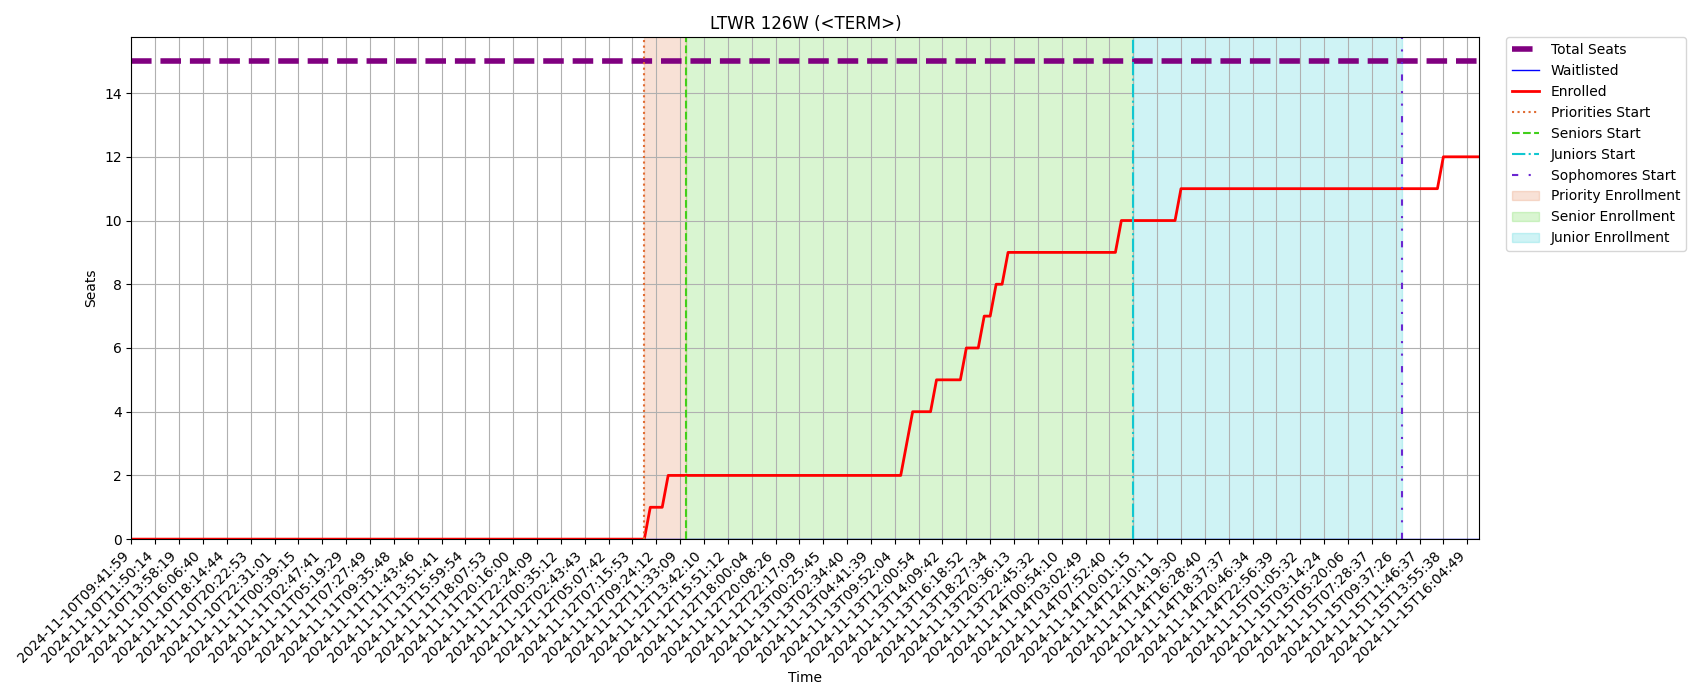 LTWR 126W (<TERM>)
Total Seats
Waitlisted
Enrolled
Priorities Start
Seniors Start
Juniors Start
Sophomores Start
Priority Enrollment
Senior Enrollment
Junior Enrollment
Seats
14
12
10
8
6
4
2
0
2024-11-10T09:41:59
2024-11-10T11:50:14
2024-11-10T13:58:19
2024-11-10T16:06:40
2024-11-10T18:14:44
2024-11-10T20:22:53
2024-11-10T22:31:01
2024-11-11T00:39:15
2024-11-11T02:47:41
2024-11-11T05:19:29
2024-11-11T07:27:49
2024-11-11T09:35:48
2024-11-11T11:43:46
2024-11-11T13:51:41
2024-11-11T15:59:54
2024-11-11T18:07:53
2024-11-11T20:16:00
2024-11-11T22:24:09
2024-11-12T00:35:12
2024-11-12T02:43:43
2024-11-12T05:07:42
2024-11-12T07:15:53
2024-11-12T09:24:12
2024-11-12T11:33:09
2024-11-12T13:42:10
2024-11-12T15:51:12
2024-11-12T18:00:04
2024-11-12T20:08:26
2024-11-12T22:17:09
2024-11-13T00:25:45
2024-11-13T02:34:40
2024-11-13T04:41:39
2024-11-13T09:52:04
2024-11-13T12:00:54
2024-11-13T14:09:42
2024-11-13T16:18:52
2024-11-13T18:27:34
2024-11-13T20:36:13
2024-11-13T22:45:32
2024-11-14T00:54:10
2024-11-14T03:02:49
2024-11-14T07:52:40
2024-11-14T10:01:15
2024-11-14T12:10:11
2024-11-14T14:19:30
2024-11-14T16:28:40
2024-11-14T18:37:37
2024-11-14T20:46:34
2024-11-14T22:56:39
2024-11-15T01:05:32
2024-11-15T03:14:24
2024-11-15T05:20:06
2024-11-15T07:28:37
2024-11-15T09:37:26
2024-11-15T11:46:37
2024-11-15T13:55:38
2024-11-15T16:04:49
Time